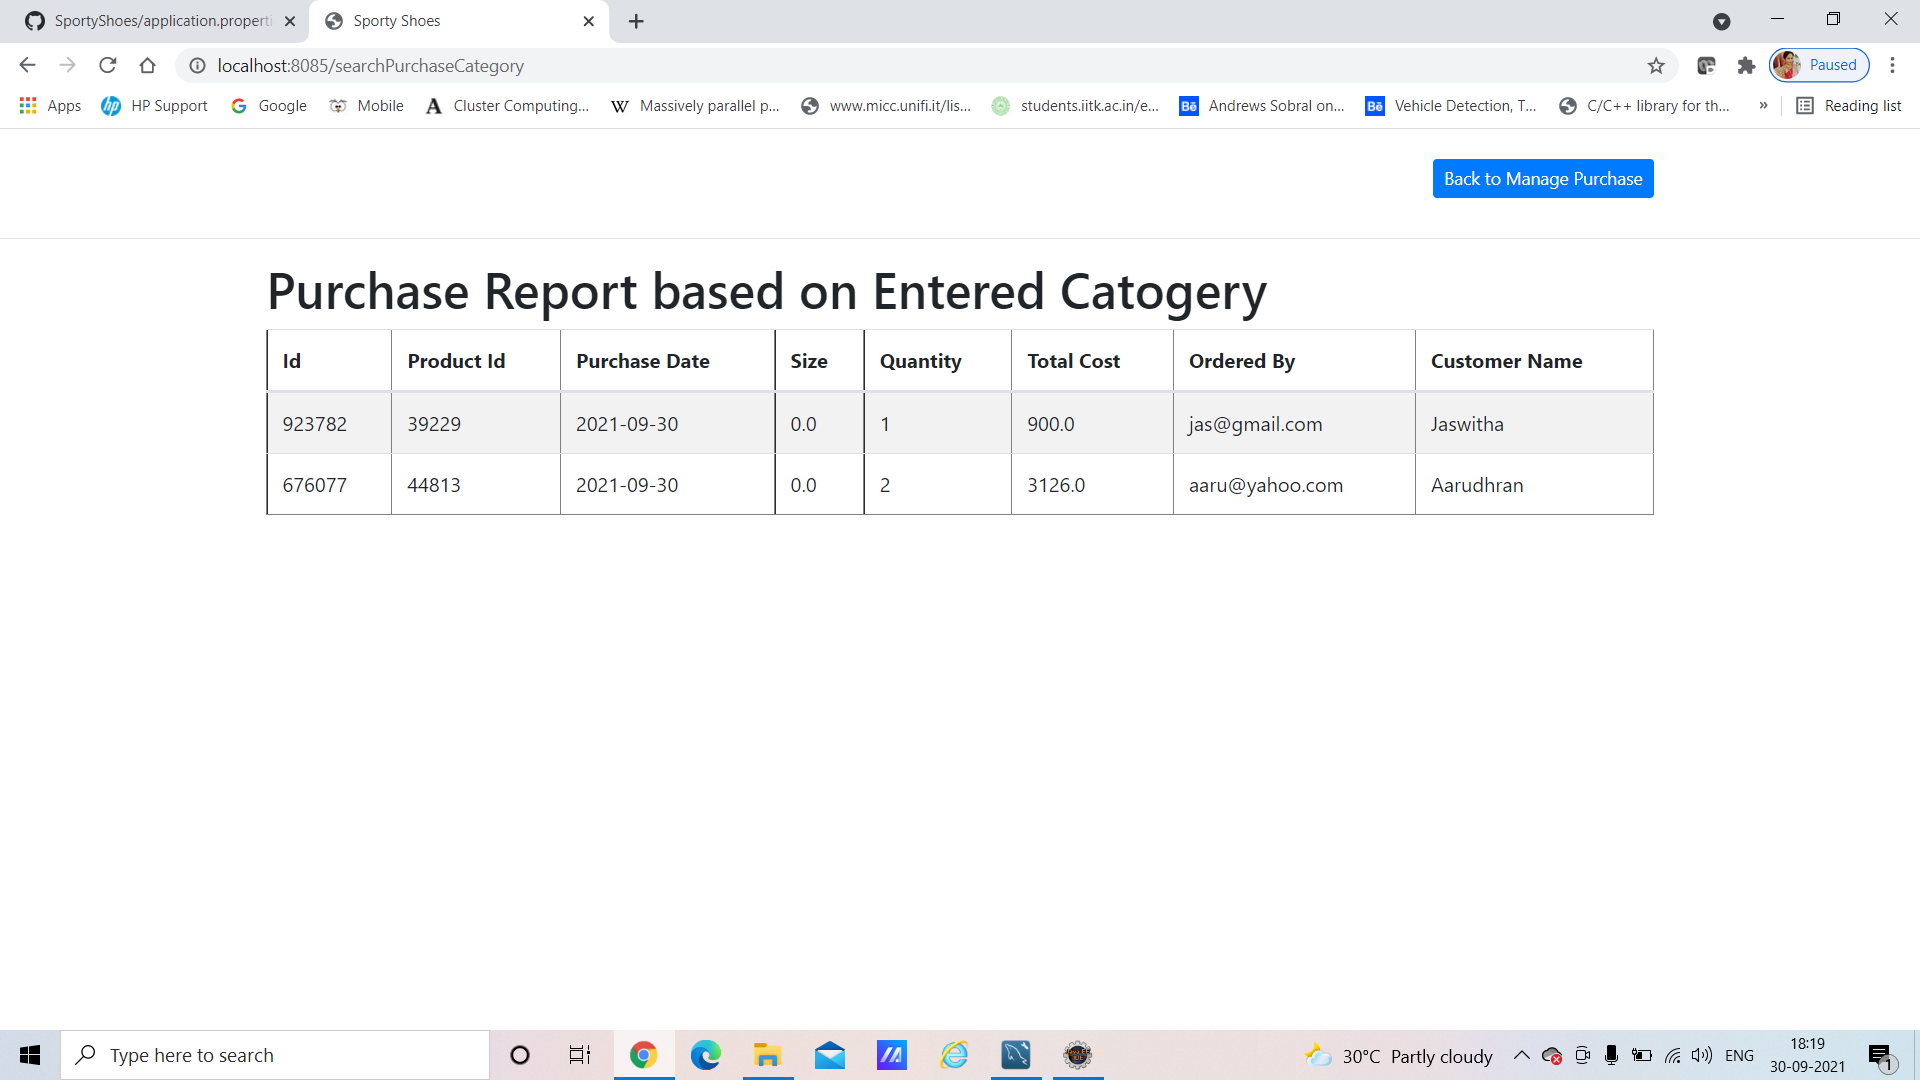 SportyShoes/application.properti
Sporty Shoes
localhost:8085/searchPurchaseCategory
Paused
Apps
HP Support
Google
Mobile
Cluster Computing...
Massively parallel p...
www.micc.unifi.it/lis...
students.iitk.ac.in/e...
Andrews Sobral on...
Vehicle Detection, T...
C/C++ library for th...
»
Reading list
Back to Manage Purchase
Purchase Report based on Entered Catogery
Id Product Id Purchase Date Size Quantity Total Cost Ordered By Customer Name
923782 39229 2021-09-30 0.0 1 900.0 jas@gmail.com Jaswitha
676077 44813 2021-09-30 0.0 2 3126.0 aaru@yahoo.com Aarudhran
Type here to search
30°C Partly cloudy
ENG
18:19
30-09-2021
1